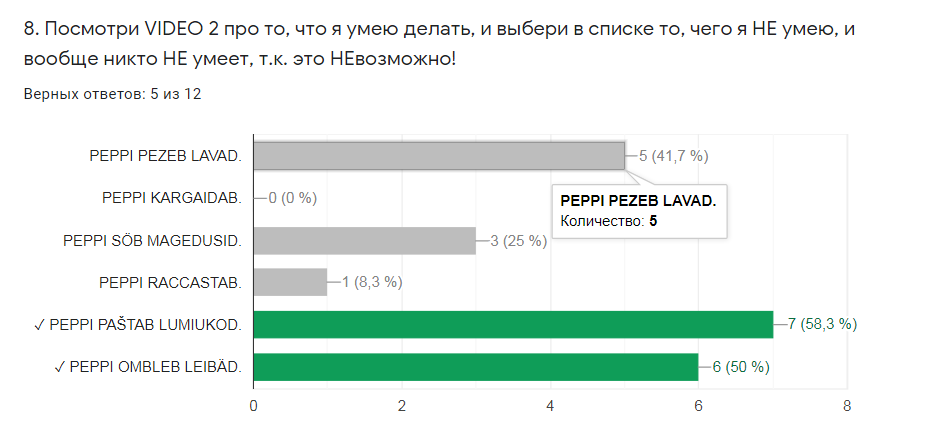 8. Посмотри VIDEO 2 про то, что я умею делать, и выбери в списке то, чего я НЕ умею, и
вообще никто НЕ умеет, т.к. это НЕвозможно!
Верных ответов: 5 из 12
PEPPI PEZEB LAVAD.
5 (41,7 %)
PEPPI KARGAIDAB.
0 (0 %)
PEPPI PEZEB LAVAD.
Количество: 5
PEPPI SÖB MAGEDUSID.
3 (25 %)
PEPPI RACCASTAB.
1 (8,3 %)
✓ PEPPI PAŠTAB LUMIUKOD.
7 (58,3 %)
✓ PEPPI OMBLEB LEIBÄD.
6 (50 %)
0 2 4 6 8